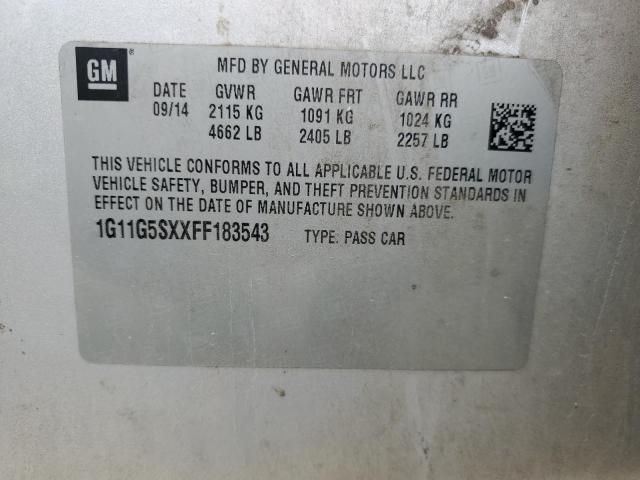 GM ®
MFD BY GENERAL MOTORS LLC
DATE GVWR GAWR FRT GAWR RR
09/14 2115 KG 1091 KG 1024 KG
4662 LB 2405 LB 2257 LB
THIS VEHICLE CONFORMS TO ALL APPLICABLE U.S. FEDERAL MOTOR
VEHICLE SAFETY, BUMPER, AND THEFT PREVENTION STANDARDS IN
EFFECT ON THE DATE OF MANUFACTURE SHOWN ABOVE.
1G11G5SXXFF183543 TYPE: PASS CAR